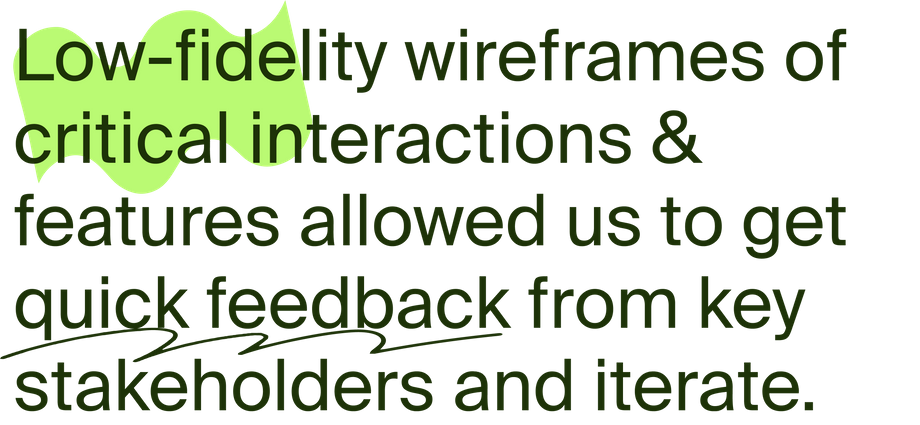 Low-fidelity wireframes of
critical interactions &
features allowed us to get
quick feedback from key
stakeholders and iterate.